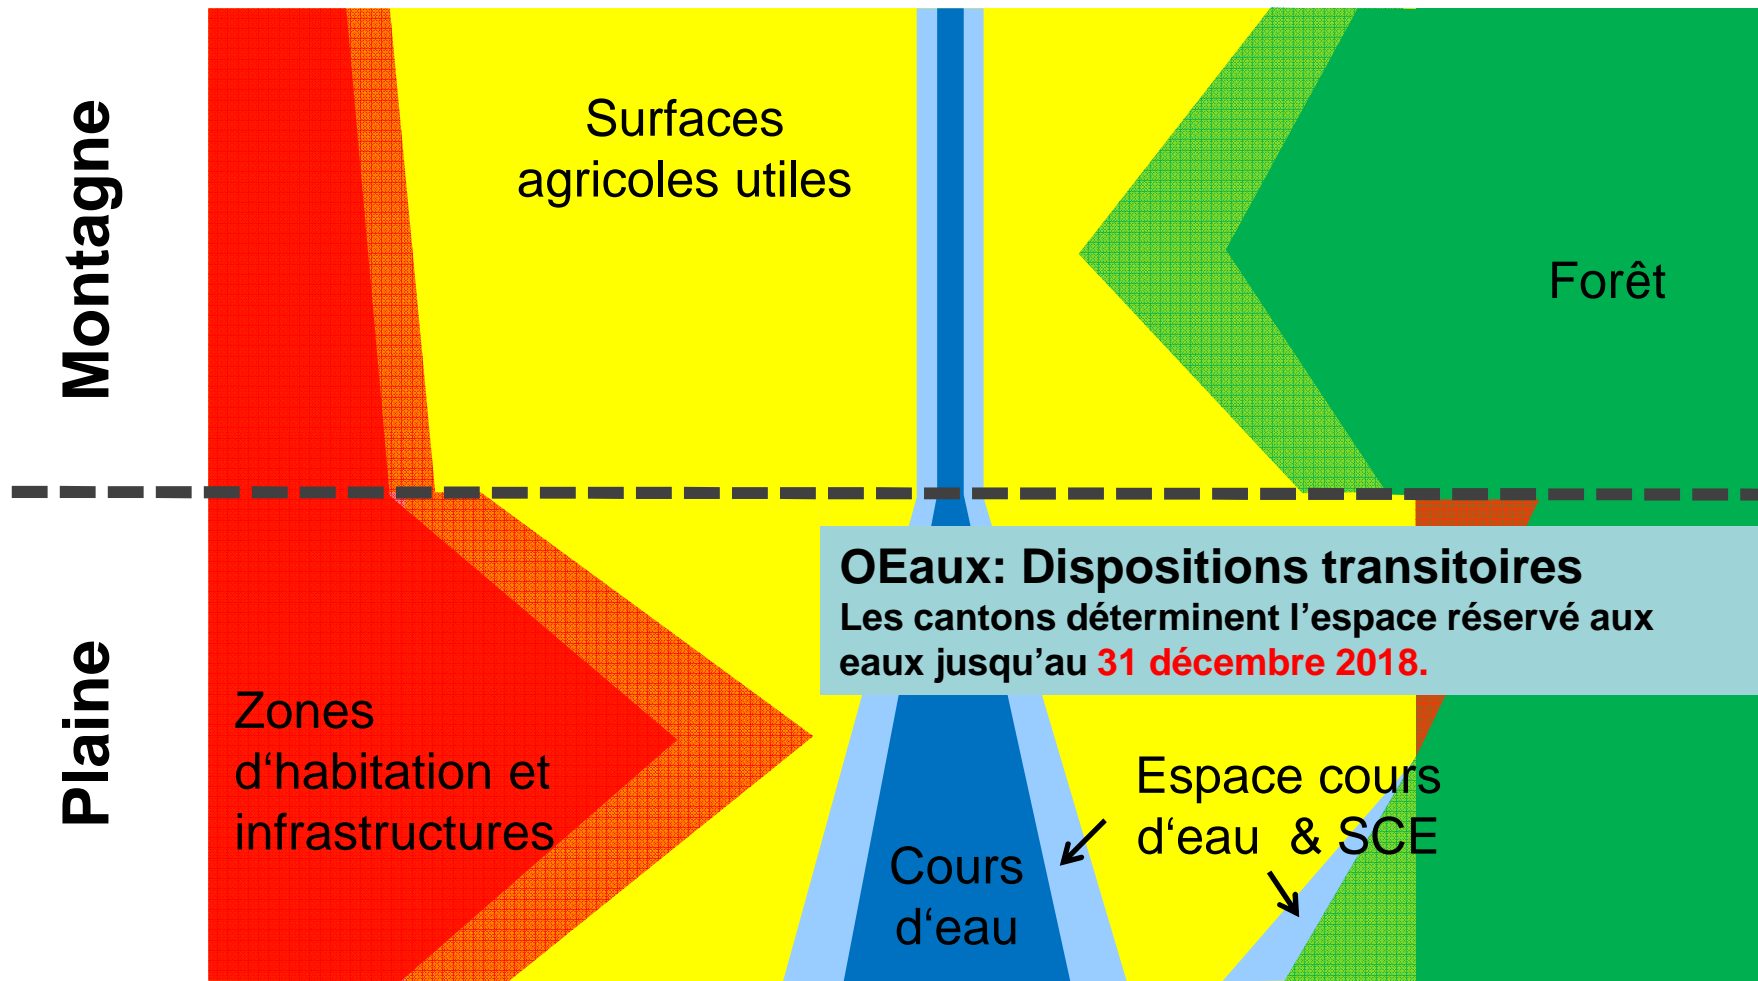 Montagne
Surfaces
agricoles utiles
Forêt
OEaux: Dispositions transitoires
Les cantons déterminent l’espace réservé aux
eaux jusqu’au 31 décembre 2018.
Plaine
Zones
d‘habitation et
infrastructures
Espace cours
d‘eau & SCE
Cours
d‘eau